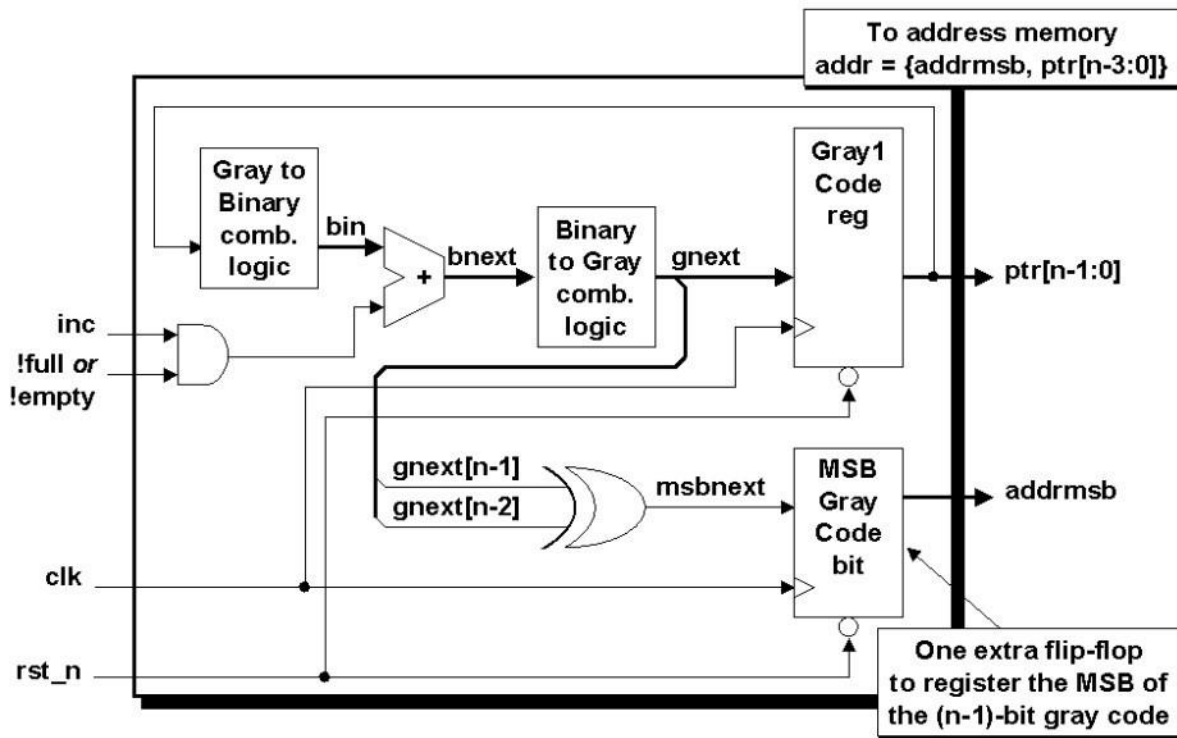 To address memory
addr = {addrmsb, ptr[n-3:0]}
Gray to
Binary
comb.
logic
bin
+
bnext
Binary
to Gray
comb.
logic
gnext
Gray1
Code
reg
ptr[n-1:0]
inc
!full or
!empty
gnext[n-1]
gnext[n-2]
msbnext
MSB
Gray
Code
bit
addrmsb
clk
rst_n
One extra flip-flop
to register the MSB of
the (n-1)-bit gray code